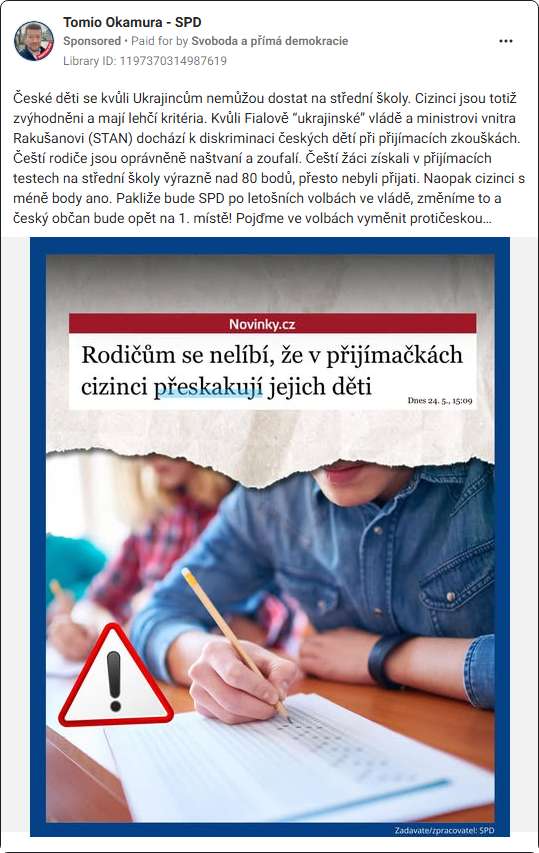 Tomio Okamura - SPD
Sponsored • Paid for by Svoboda a přímá demokracie
Library ID: 1197370314987619
České děti se kvůli Ukrajincům nemůžou dostat na střední školy. Cizinci jsou totiž
zvýhodněni a mají lehčí kritéria. Kvůli Fialově “ukrajinské” vládě a ministrovi vnitra
Rakušanovi (STAN) dochází k diskriminaci českých dětí při přijímacích zkouškách.
Čeští rodiče jsou oprávněně naštvaní a zoufalí. Čeští žáci získali v přijímacích
testech na střední školy výrazně nad 80 bodů, přesto nebyli přijati. Naopak cizinci s
méně body ano. Pakliže bude SPD po letošních volbách ve vládě, změníme to a
český občan bude opět na 1. místě! Pojďme ve volbách vyměnit protičeskou...
Novinky.cz
Rodičům se nelíbí, že v přijímačkách
cizinci přeskakují jejich děti
Dnes 24. 5., 15:09
Zadavate/zpracovatel: SPD